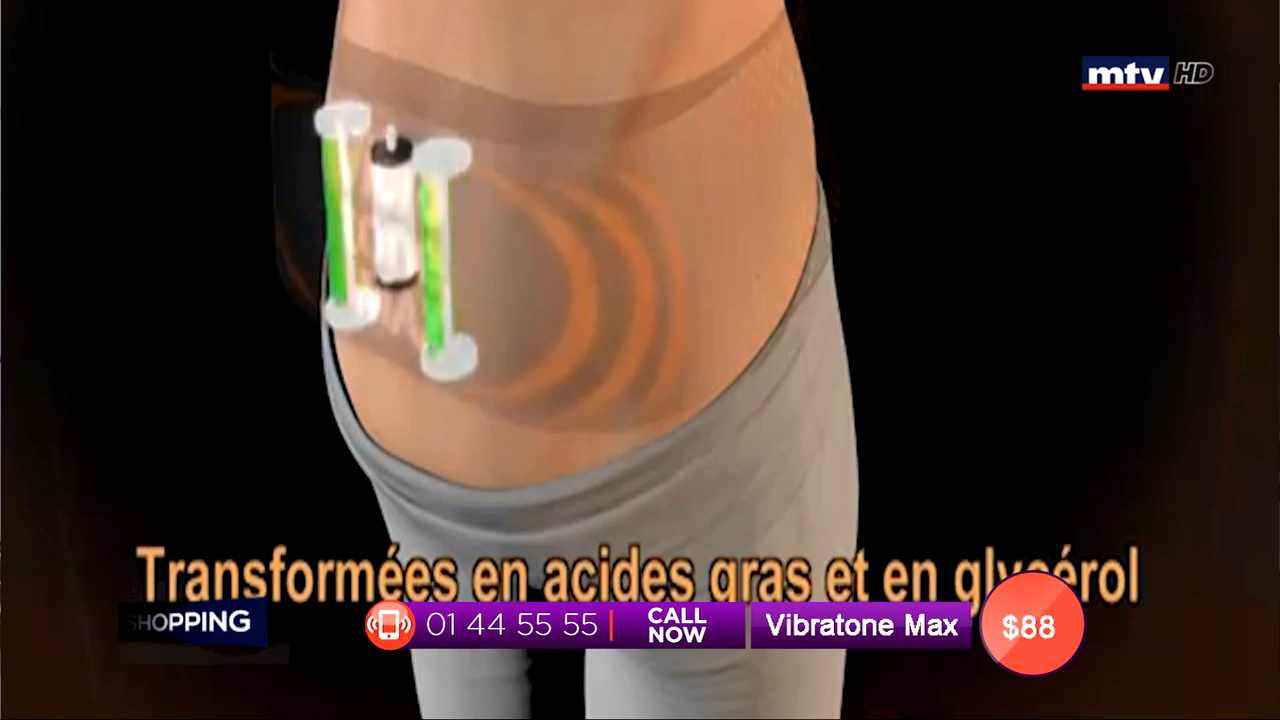 mtv HD
Transformées en acides gras et en glycérol
SHOPPING
01 44 55 55
CALL
NOW
Vibratone Max
$88